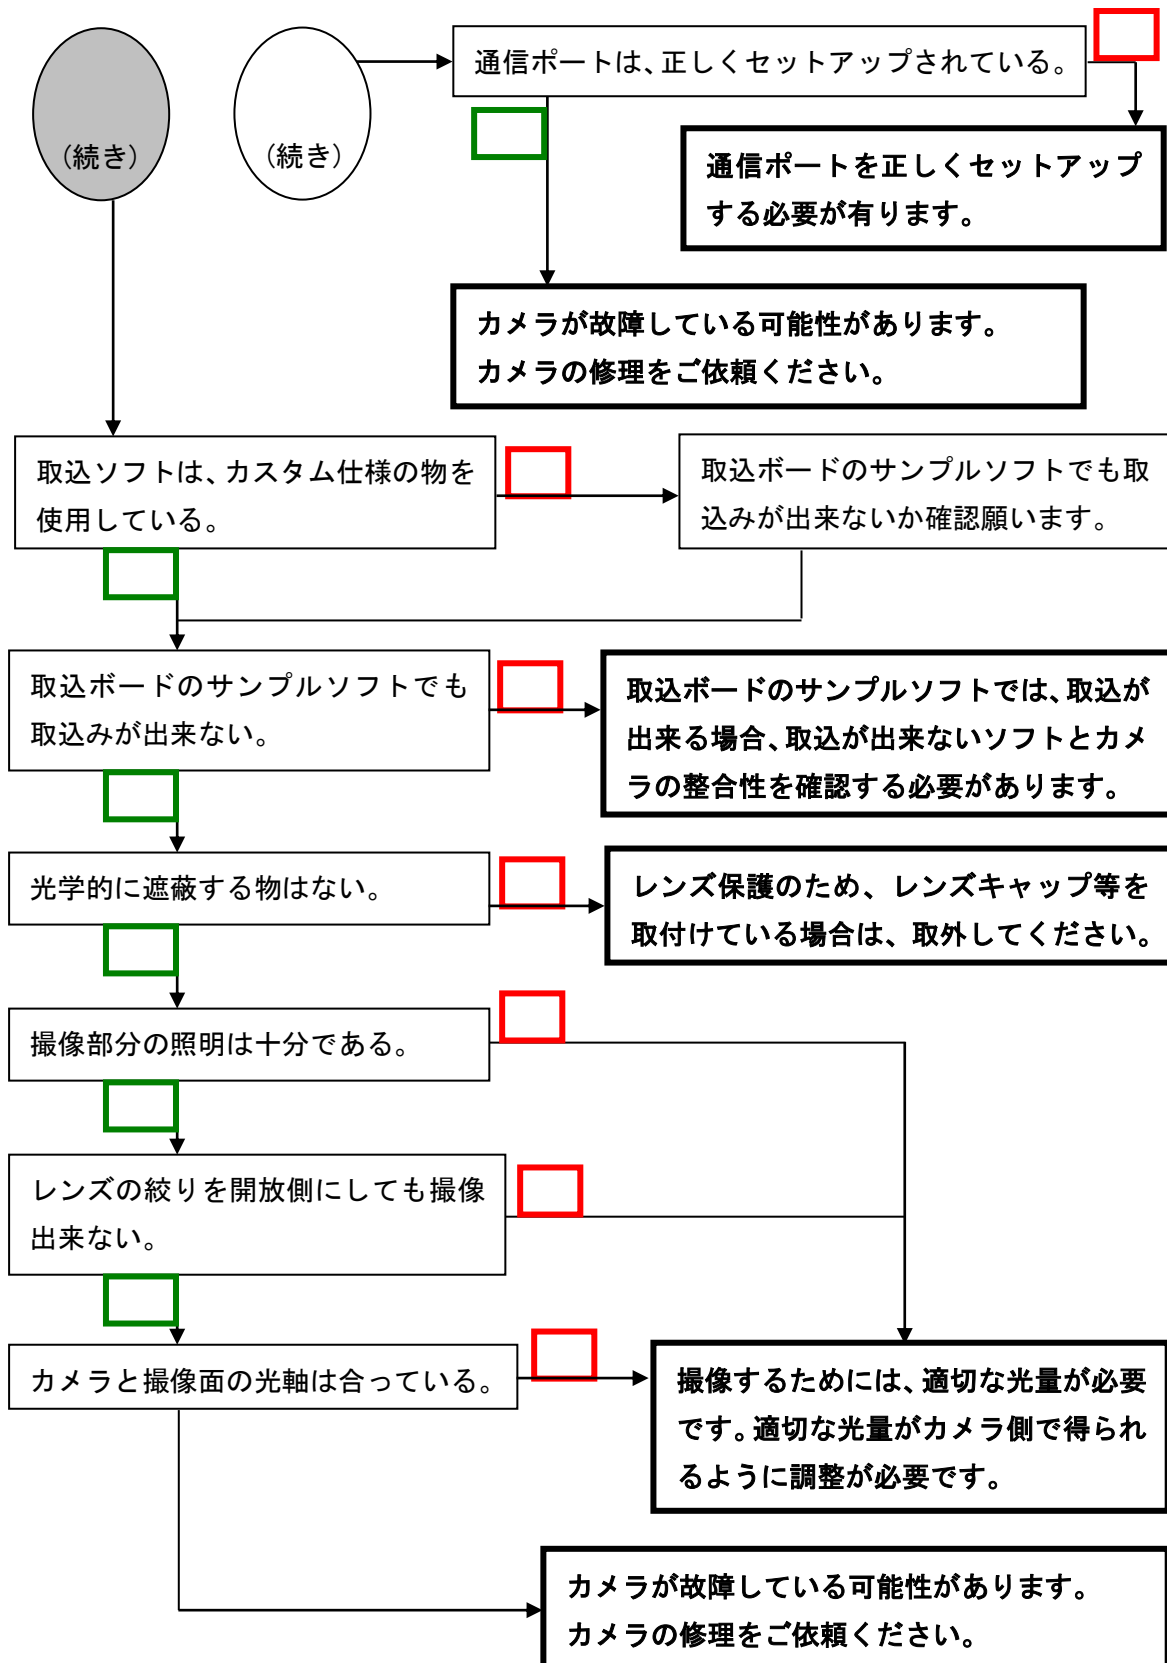 (続き)
(続き)
通信ポートは、正しくセットアップされている。
通信ポートを正しくセットアップ
する必要が有ります。
カメラが故障している可能性があります。
カメラの修理をご依頼ください。
取込ソフトは、カスタム仕様の物を
使用している。
取込ボードのサンプルソフトでも取
込みが出来ないか確認願います。
取込ボードのサンプルソフトでも
取込みが出来ない。
取込ボードのサンプルソフトでは、取込が
出来る場合、取込が出来ないソフトとカメ
ラの整合性を確認する必要があります。
光学的に遮蔽する物はない。
レンズ保護のため、レンズキャップ等を
取付けている場合は、取外してください。
撮像部分の照明は十分である。
レンズの絞りを開放側にしても撮像
出来ない。
カメラと撮像面の光軸は合っている。
撮像するためには、適切な光量が必要
です。適切な光量がカメラ側で得られ
るように調整が必要です。
カメラが故障している可能性があります。
カメラの修理をご依頼ください。